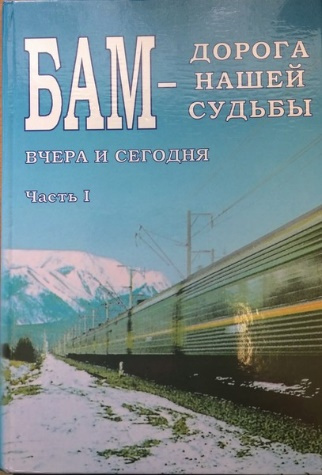 БАМ –
ДОРОГА
НАШЕЙ
СУДЬБЫ
ВЧЕРА И СЕГОДНЯ
Часть I